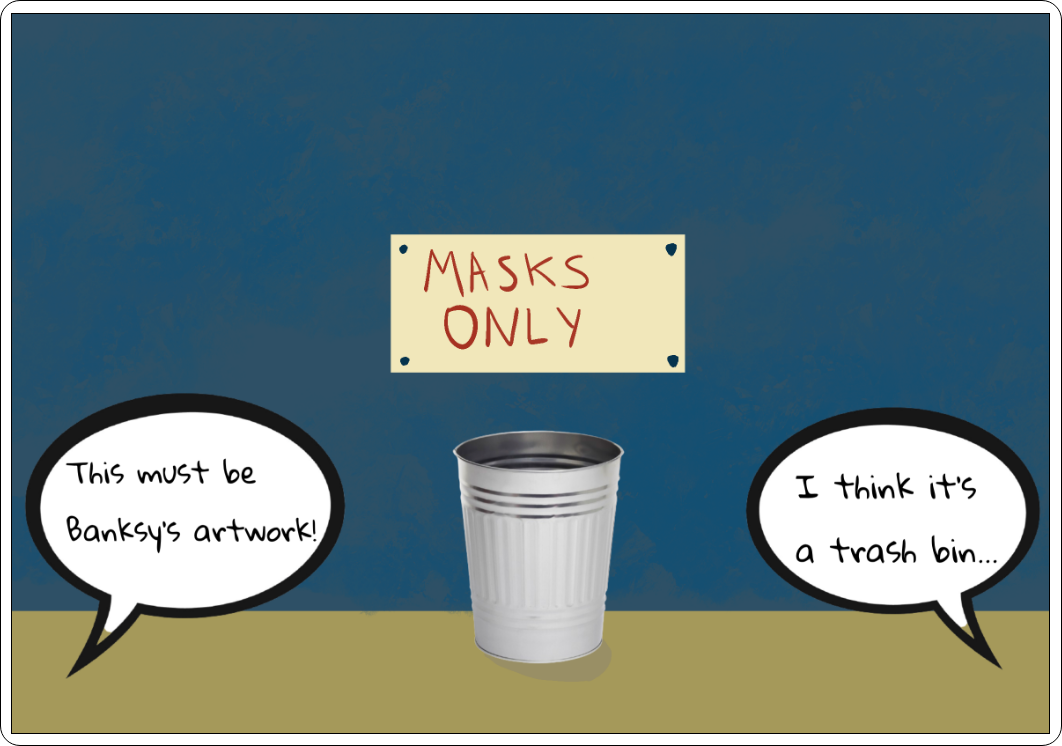 MASKS
ONLY
This must be
Banksy's artwork!
I think it's
a trash bin...